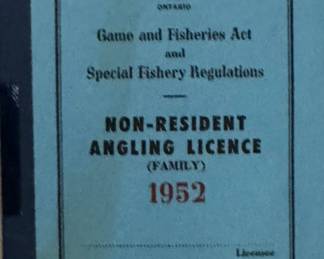 ONTARIO
Game and Fisheries Act
and
Special Fishery Regulations
NON-RESIDENT
ANGLING LICENCE
(FAMILY)
1952
Licensee